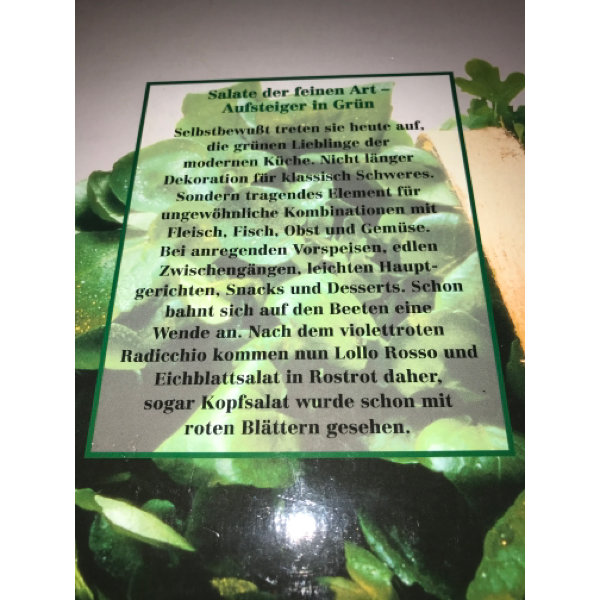 Salate der feinen Art –
Aufsteiger in Grün
Selbstbewußt treten sie heute auf,
die grünen Lieblinge der
modernen Küche. Nicht länger
Dekoration für klassisch Schweres.
Sondern tragendes Element für
ungewöhnliche Kombinationen mit
Fleisch, Fisch, Obst und Gemüse.
Bei anregenden Vorspeisen, edlen
Zwischengängen, leichten Haupt-
gerichten, Snacks und Desserts. Schon
bahnt sich auf den Beeten eine
Wende an. Nach dem violettroten
Radicchio kommen nun Lollo Rosso und
Eichblattsalat in Rostrot daher,
sogar Kopfsalat wurde schon mit
roten Blättern gesehen.